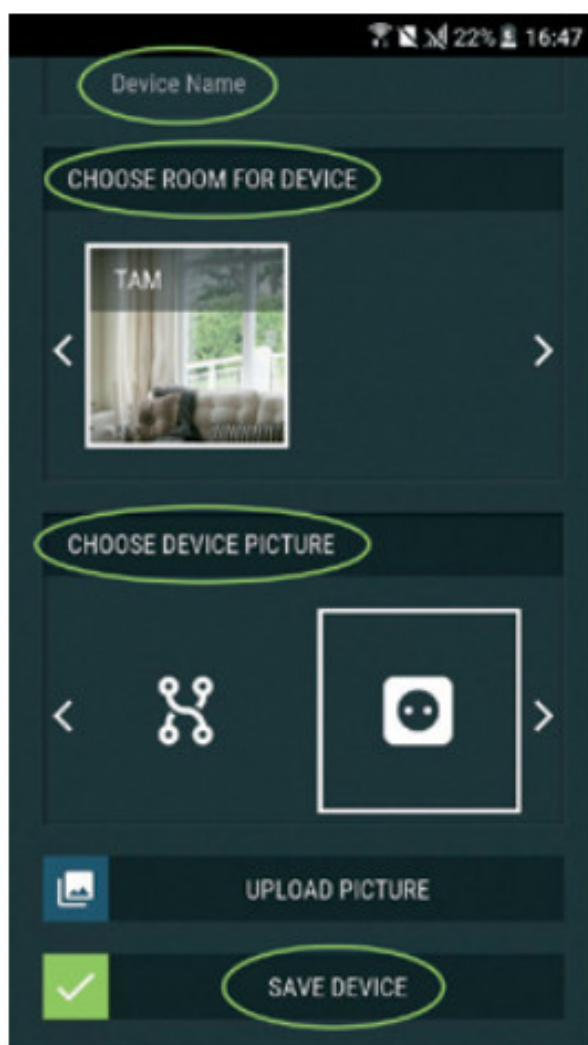 22% 16:47
Device Name
CHOOSE ROOM FOR DEVICE
TAM
CHOOSE DEVICE PICTURE
UPLOAD PICTURE
SAVE DEVICE